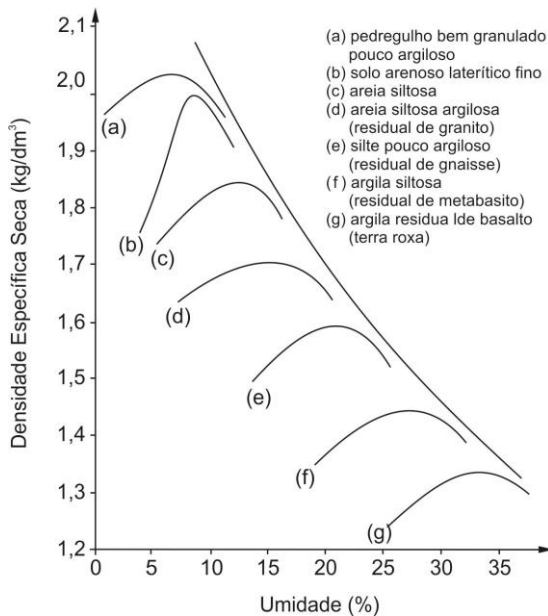 2,1
2,0
1,9
1,8
1,7
1,6
1,5
1,4
1,3
1,2
Densidade Específica Seca (kg/dm³)
0
5
10
15
20
25
30
35
Umidade (%)
(a)
(b)
(c)
(d)
(e)
(f)
(g)
(a) pedregulho bem granulado
pouco argiloso
(b) solo arenoso laterítico fino
(c) areia siltosa
(d) areia siltosa argilosa
(residual de granito)
(e) silte pouco argiloso
(residual de gnaisse)
(f) argila siltosa
(residual de metabasito)
(g) argila residua lde basalto
(terra roxa)